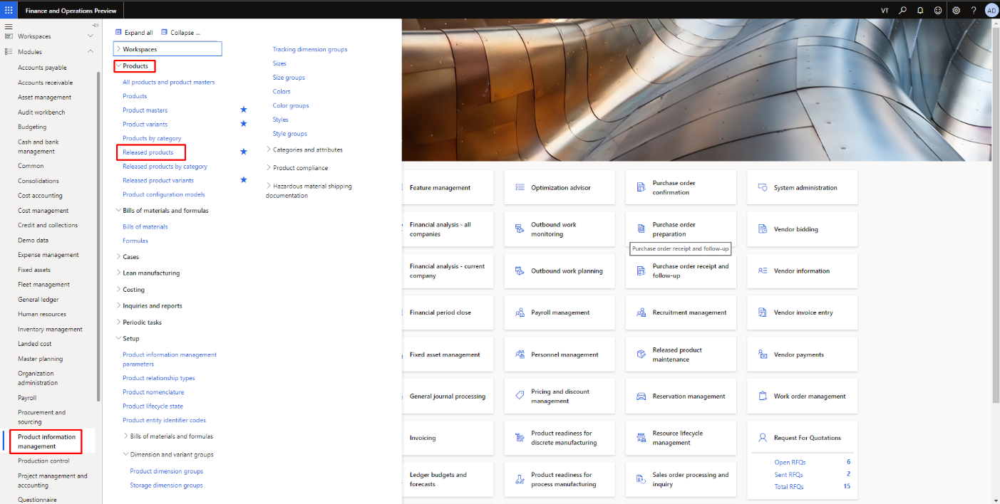 Finance and Operations Preview
VT
?
AD
Workspaces
Modules
Accounts payable
Accounts receivable
Asset management
Audit workbench
Budgeting
Cash and bank
management
Common
Consolidations
Cost accounting
Cost management
Credit and collections
Demo data
Expense management
Fixed assets
Fleet management
General ledger
Human resources
Inventory management
Landed cost
Master planning
Organization
administration
Payroll
Procurement and
sourcing
Product information
management
Production control
Project management and
accounting
Questionnaire
Expand all
Collapse ...
Workspaces
Products
All products and product masters
Products
Product masters
Product variants
Products by category
Released products
Released products by category
Released product variants
Product configuration models
Bills of materials and formulas
Bills of materials
Formulas
Cases
Lean manufacturing
Costing
Inquiries and reports
Periodic tasks
Setup
Product information management
parameters
Product relationship types
Product nomenclature
Product lifecycle state
Product entity identifier codes
Bills of materials and formulas
Dimension and variant groups
Product dimension groups
Storage dimension groups
Tracking dimension groups
Sizes
Size groups
Colors
Color groups
Styles
Style groups
Categories and attributes
Product compliance
Hazardous material shipping
documentation
Feature management
Financial analysis - all
companies
Financial analysis - current
company
Financial period close
Fixed asset management
General journal processing
Invoicing
Ledger budgets and
forecasts
Optimization advisor
Outbound work
monitoring
Outbound work planning
Payroll management
Personnel management
Pricing and discount
management
Product readiness for
discrete manufacturing
Product readiness for
process manufacturing
Purchase order
confirmation
Purchase order
preparation
Purchase order receipt and follow-up
Purchase order receipt and
follow-up
Recruitment management
Released product
maintenance
Reservation management
Resource lifecycle
management
Sales order processing and
inquiry
System administration
Vendor bidding
Vendor information
Vendor invoice entry
Vendor payments
Work order management
Request For Quotations
Open RFQs 6
Sent RFQs 2
Total RFQs 15